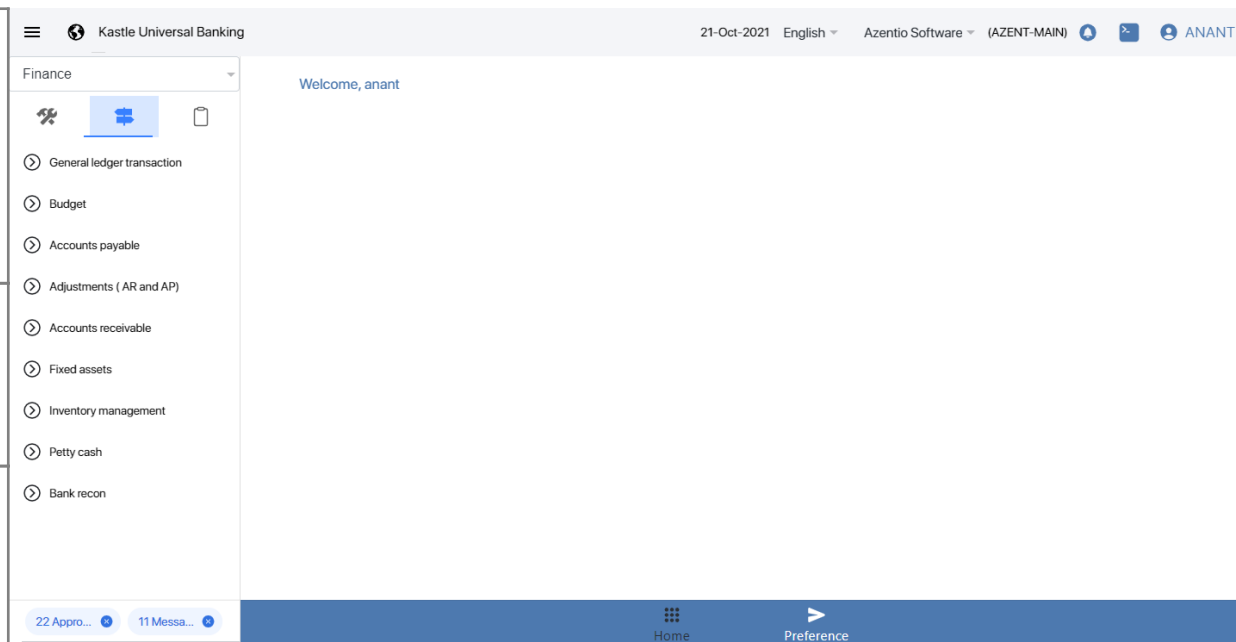 Kastle Universal Banking 21-Oct-2021 English Azentio Software (AZENT-MAIN) ANANT
Finance
Welcome, anant
General ledger transaction
Budget
Accounts payable
Adjustments ( AR and AP)
Accounts receivable
Fixed assets
Inventory management
Petty cash
Bank recon
22 Appro... 11 Messa...
Home Preference